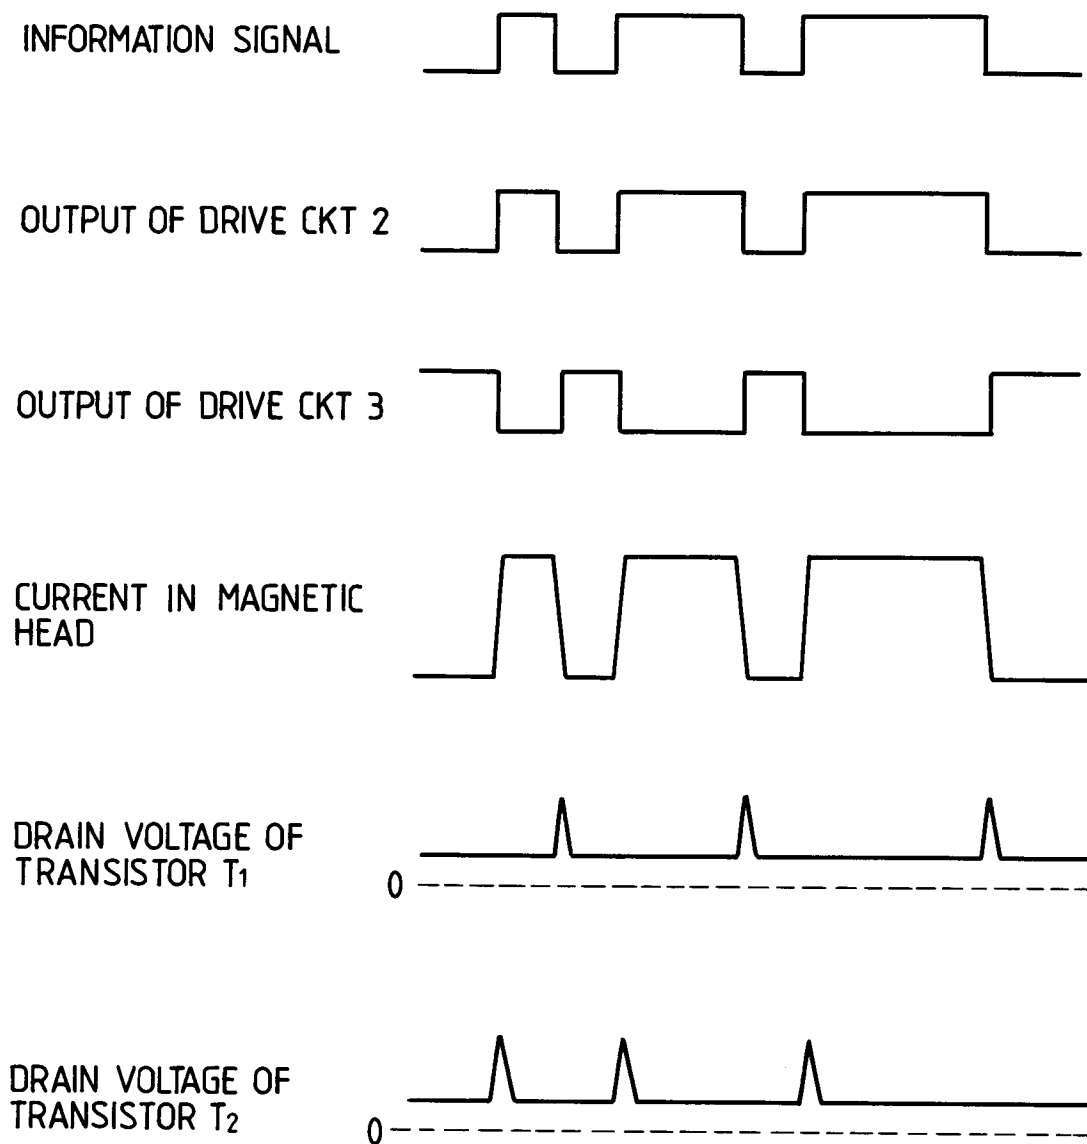 INFORMATION SIGNAL
OUTPUT OF DRIVE CKT 2
OUTPUT OF DRIVE CKT 3
CURRENT IN MAGNETIC
HEAD
DRAIN VOLTAGE OF
TRANSISTOR T1
0
DRAIN VOLTAGE OF
TRANSISTOR T2
0